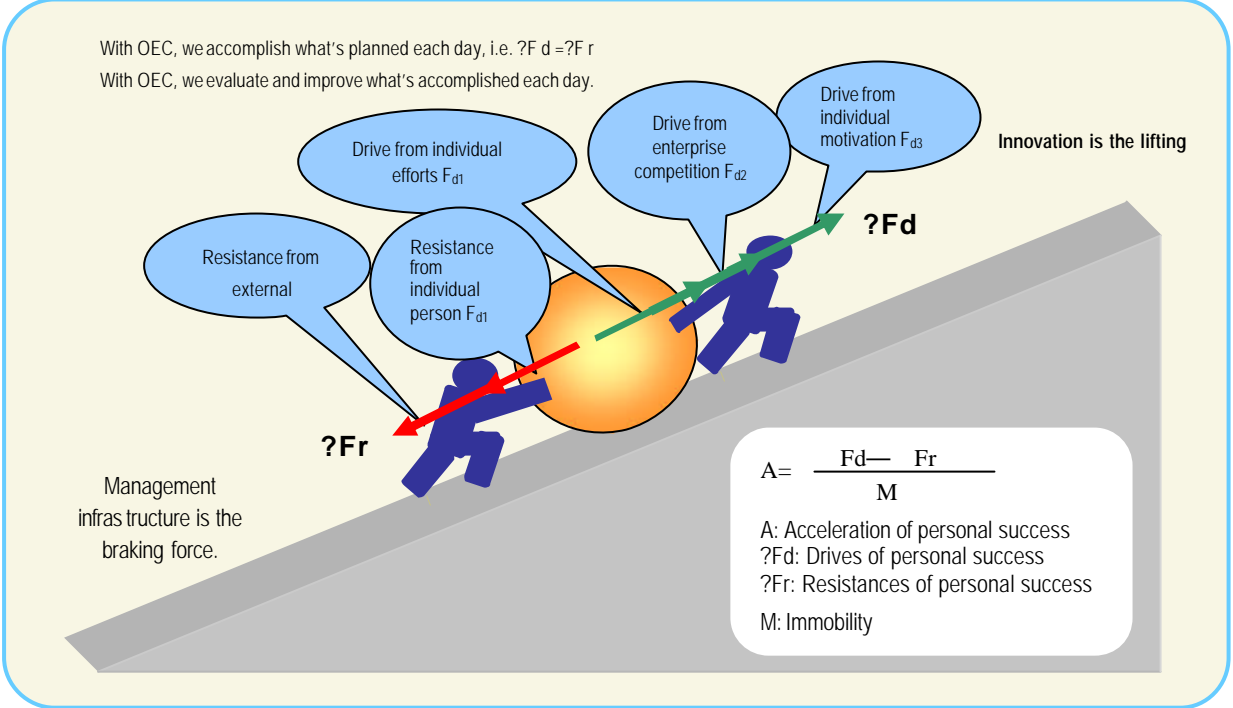 With OEC, we accomplish what's planned each day, i.e. ?F d =?F r
With OEC, we evaluate and improve what's accomplished each day.
Drive from individual
efforts Fd1
Drive from
enterprise
competition Fd2
Drive from
individual
motivation Fd3
Innovation is the lifting
Resistance from
external
Resistance
from
individual
person Fd1
?Fd
?Fr
Management
infras tructure is the
braking force.
A= Fd— Fr
M
A: Acceleration of personal success
?Fd: Drives of personal success
?Fr: Resistances of personal success
M: Immobility